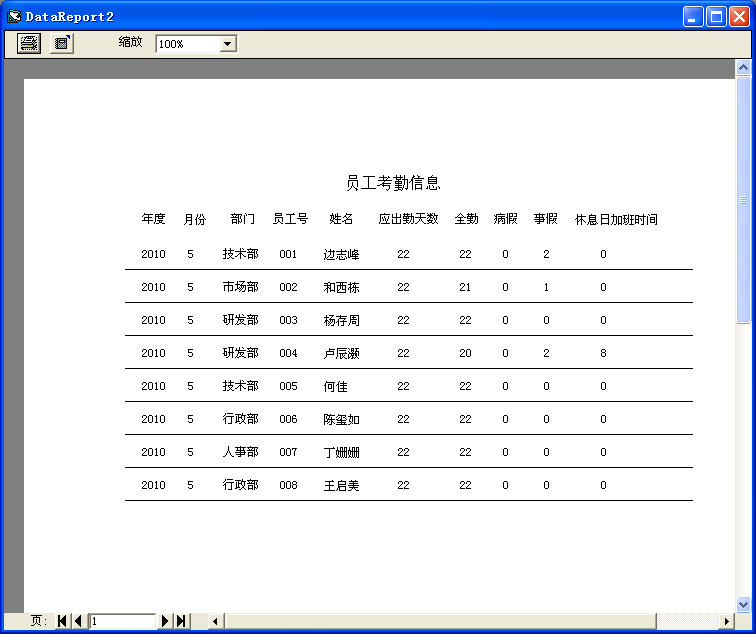 DataReport2
缩放 100%
员工考勤信息
年度 月份 部门 员工号 姓名 应出勤天数 全勤 病假 事假 休息日加班时间
2010 5 技术部 001 边志峰 22 22 0 2 0
2010 5 市场部 002 和西栋 22 21 0 1 0
2010 5 研发部 003 杨存周 22 22 0 0 0
2010 5 研发部 004 卢辰灏 22 20 0 2 8
2010 5 技术部 005 何佳 22 22 0 0 0
2010 5 行政部 006 陈玺如 22 22 0 0 0
2010 5 人事部 007 丁姗姗 22 22 0 0 0
2010 5 行政部 008 王启美 22 22 0 0 0
页: 1